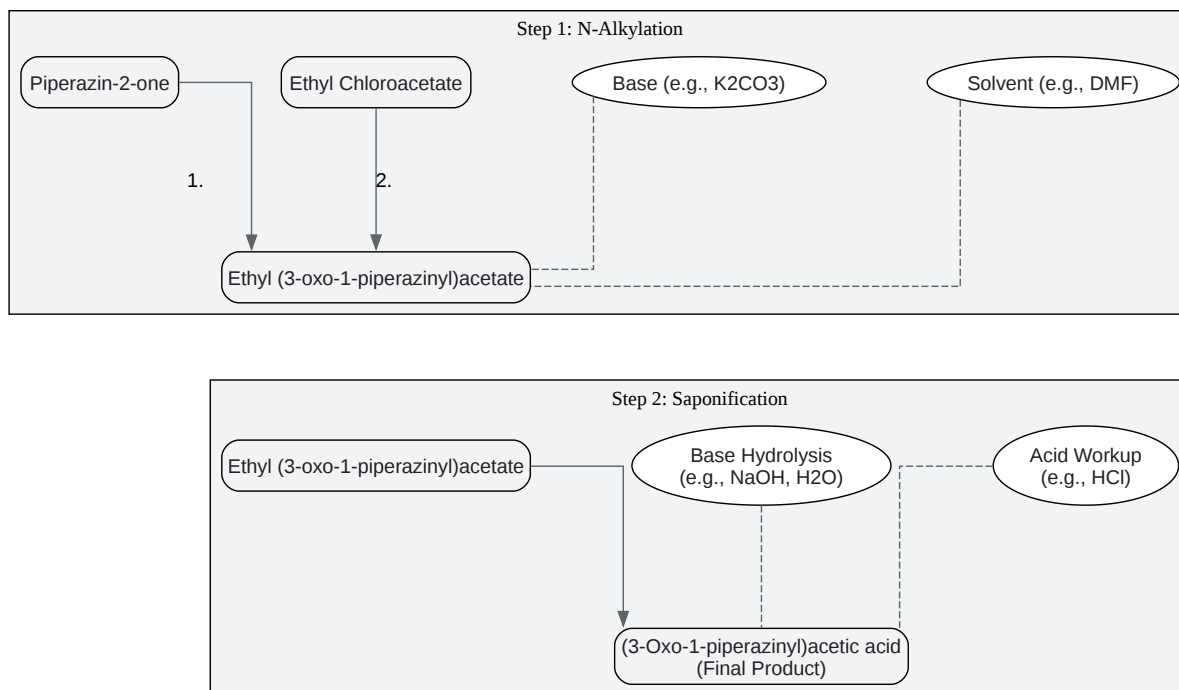 Step 1: N-Alkylation
Piperazin-2-one
Ethyl Chloroacetate
Base (e.g., K2CO3)
Solvent (e.g., DMF)
1.
2.
Ethyl (3-oxo-1-piperazinyl)acetate
Step 2: Saponification
Ethyl (3-oxo-1-piperazinyl)acetate
Base Hydrolysis
(e.g., NaOH, H2O)
Acid Workup
(e.g., HCl)
(3-Oxo-1-piperazinyl)acetic acid
(Final Product)